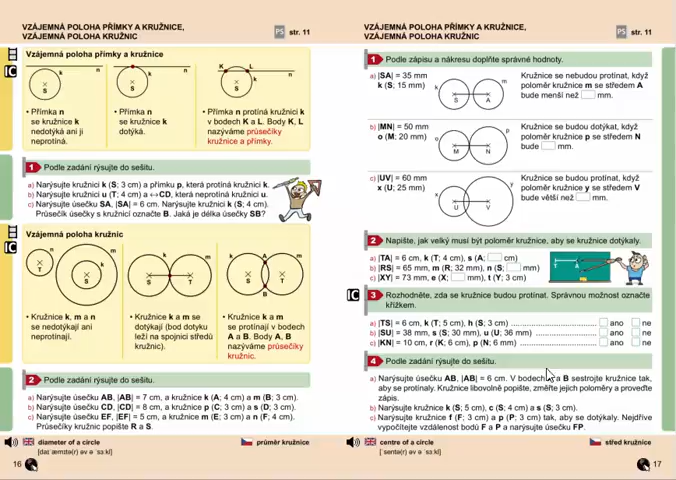 VZÁJEMNÁ POLOHA PŘÍMKY A KRUŽNICE,
VZÁJEMNÁ POLOHA KRUŽNIC
PS str. 11
Vzájemná poloha přímky a kružnice
k n
S
k n
S
K L
n
k
S
• Přímka n
se kružnice k
nedotýká ani ji
neprotíná.
• Přímka n
se kružnice k
dotýká.
• Přímka n protíná kružnici k
v bodech K a L. Body K, L
nazýváme průsečíky
kružnice a přímky.
1 Podle zadání rýsujte do sešitu.
a) Narýsujte kružnici k (S; 3 cm) a přímku p, která protíná kružnici k.
b) Narýsujte kružnici u (T; 4 cm) a ↔CD, která neprotíná kružnici u.
c) Narýsujte úsečku SA, |SA| = 6 cm. Narýsujte kružnici k (S; 4 cm).
Průsečík úsečky s kružnicí označte B. Jaká je délka úsečky SB?
Vzájemná poloha kružnic
n m
k
T S
k m
S T
k A m
S T
B
• Kružnice k, m a n
se nedotýkají ani
neprotínají.
• Kružnice k a m se
dotýkají (bod dotyku
leží na spojnici středů
kružnic).
• Kružnice k a m
se protínají v bodech
A a B. Body A, B
nazýváme průsečíky
kružnic.
2 Podle zadání rýsujte do sešitu.
a) Narýsujte úsečku AB, |AB| = 7 cm, a kružnice k (A; 4 cm) a m (B; 3 cm).
b) Narýsujte úsečku CD, |CD| = 8 cm, a kružnice p (C; 3 cm) a s (D; 3 cm).
c) Narýsujte úsečku EF, |EF| = 5 cm, a kružnice m (E; 3 cm) a n (F; 4 cm).
Průsečíky kružnic popište R a S.
diameter of a circle
průměr kružnice
16
VZÁJEMNÁ POLOHA PŘÍMKY A KRUŽNICE,
VZÁJEMNÁ POLOHA KRUŽNIC
PS str. 11
1 Podle zápisu a nákresu doplňte správné hodnoty.
a) |SA| = 35 mm
k (S; 15 mm)
k m
S A
Kružnice se nebudou protínat, když
poloměr kružnice m se středem A
bude menší než mm.
b) |MN| = 50 mm
o (M; 20 mm)
o p
M N
Kružnice se budou dotýkat, když
poloměr kružnice p se středem N
bude mm.
c) |UV| = 60 mm
x (U; 25 mm)
x y
U V
Kružnice se budou protínat, když
poloměr kružnice y se středem V
bude větší než mm.
2 Napište, jak velký musí být poloměr kružnice, aby se kružnice dotýkaly.
a) |TA| = 6 cm, k (T; 4 cm), s (A; cm)
b) |RS| = 65 mm, m (R; 32 mm), n (S; mm)
c) |XY| = 73 mm, e (X; mm), t (Y; 3 cm)
T A
3 Rozhodněte, zda se kružnice budou protínat. Správnou možnost označte
křížkem.
a) |TS| = 6 cm, k (T; 5 cm), h (S; 3 cm) ........ ano ne
b) |SU| = 38 mm, s (S; 30 mm), u (U; 36 mm) ........ ano ne
c) |KN| = 10 cm, r (K; 6 cm), p (N; 6 mm) ........ ano ne
4 Podle zadání rýsujte do sešitu.
a) Narýsujte úsečku AB, |AB| = 6 cm. V bodech a B sestrojte kružnice tak,
aby se protínaly. Kružnice libovolně popište, změřte jejich poloměry a proveďte
zápis.
b) Narýsujte kružnice k (S; 5 cm), c (S; 4 cm) a s (S; 3 cm).
c) Narýsujte kružnice f (F; 3 cm) a p (P; 3 cm) tak, aby se dotýkaly. Nejdříve
vypočítejte vzdálenost bodů F a P a narýsujte úsečku FP.
centre of a circle
střed kružnice
17